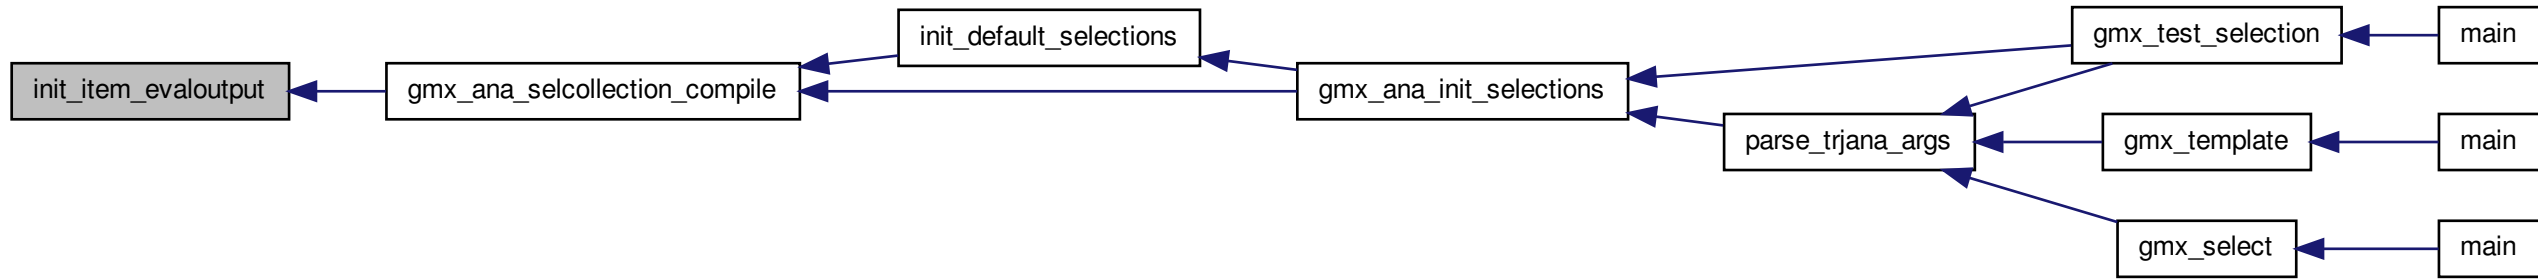 init_item_evaloutput
gmx_ana_selcollection_compile
init_default_selections
gmx_ana_init_selections
gmx_test_selection
main
parse_trjana_args
gmx_template
main
gmx_select
main